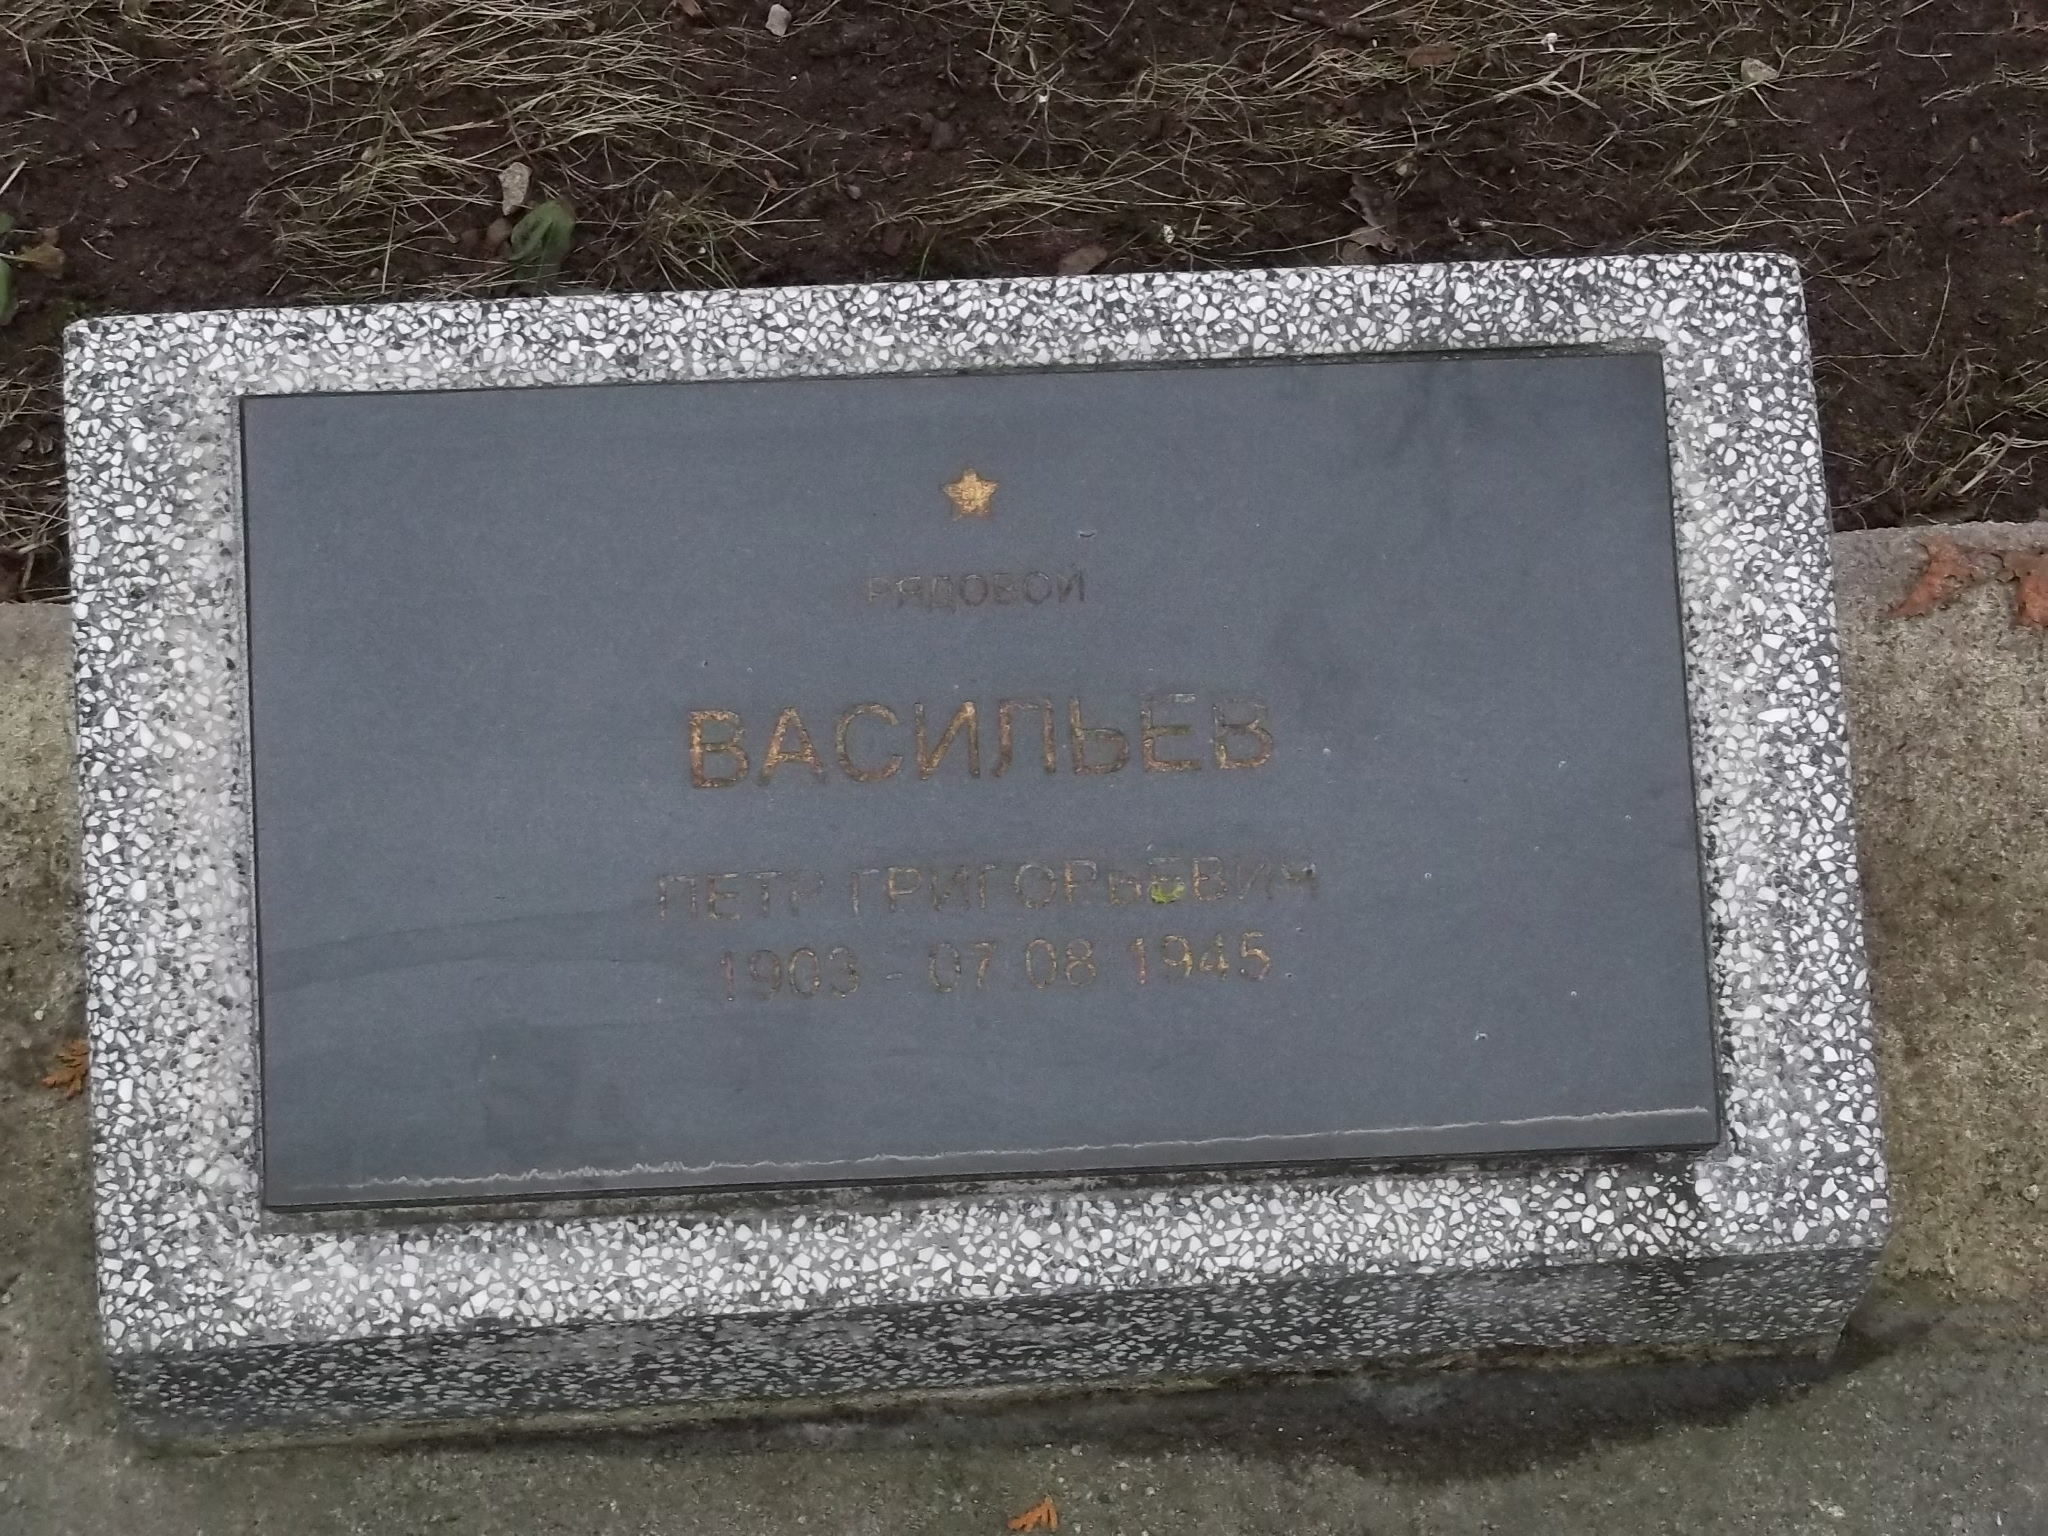 РЯДОВОЙ
ВАСИЛЬЕВ
ПЕТР ГРИГОРЬЕВИЧ
1903 - 07.08.1945